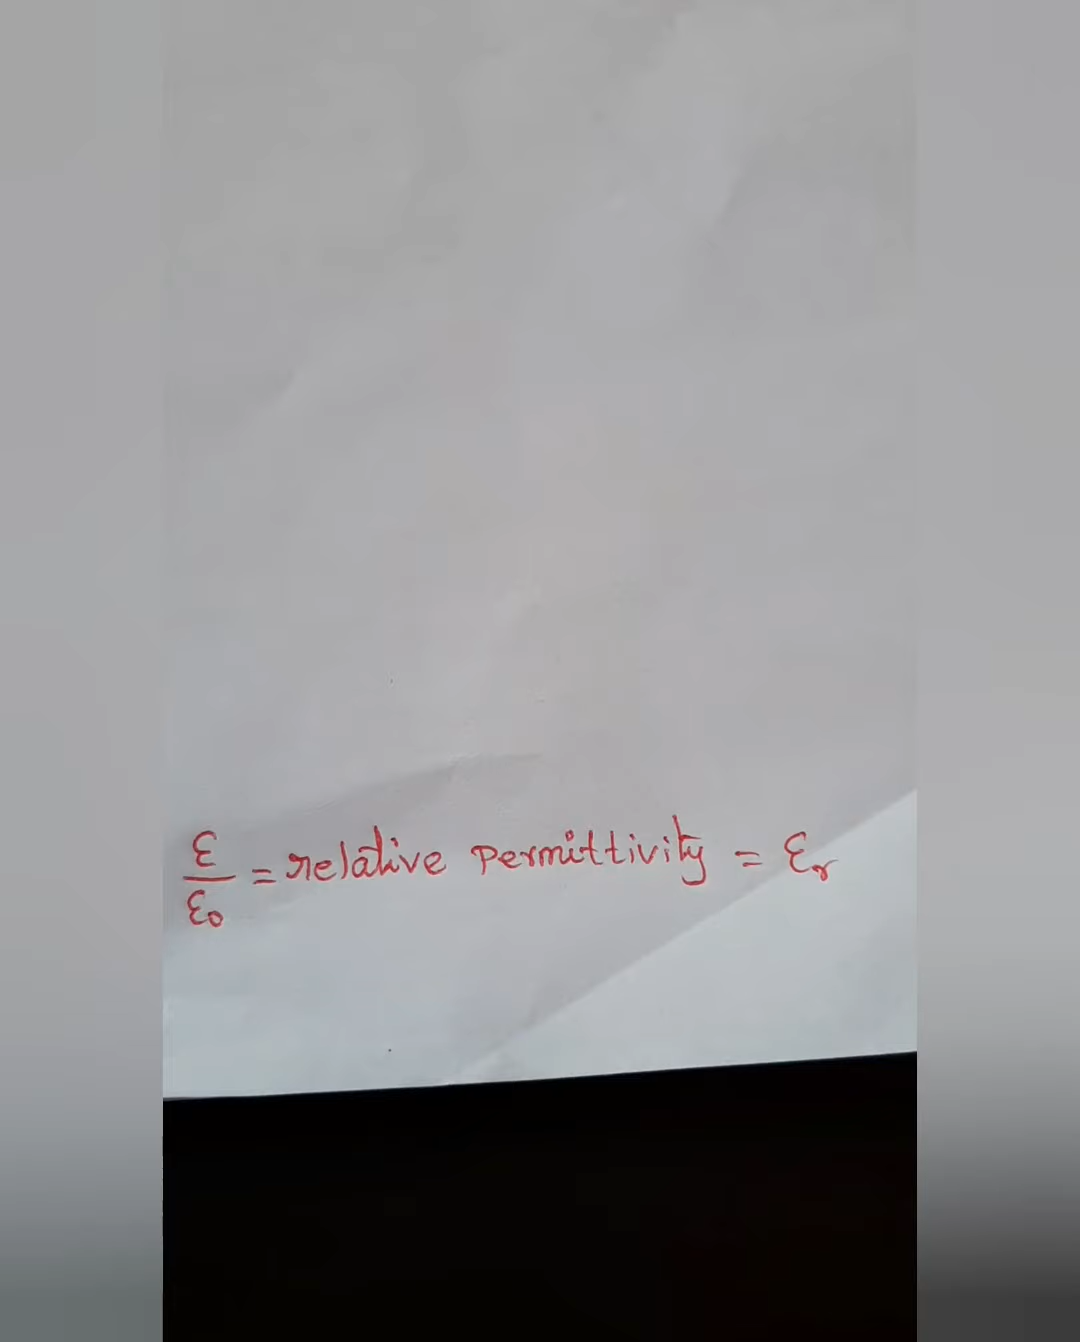 ε/ε₀ = relative permittivity = εᵣ